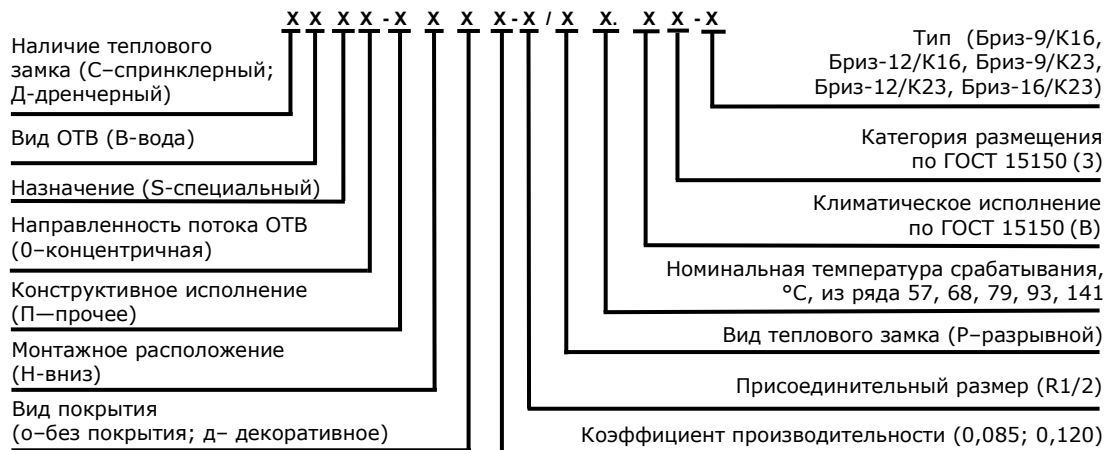 X X X X - X X X X - X / X X. X X - X
Наличие теплового
замка (С–спринклерный;
Д-дренчерный)
Вид ОТВ (В-вода)
Назначение (S-специальный)
Направленность потока ОТВ
(0–концентричная)
Конструктивное исполнение
(П—прочее)
Монтажное расположение
(Н-вниз)
Вид покрытия
(о–без покрытия; д– декоративное)
Тип (Бриз-9/К16,
Бриз-12/К16, Бриз-9/К23,
Бриз-12/К23, Бриз-16/К23)
Категория размещения
по ГОСТ 15150 (3)
Климатическое исполнение
по ГОСТ 15150 (В)
Номинальная температура срабатывания,
°С, из ряда 57, 68, 79, 93, 141
Вид теплового замка (Р–разрывной)
Присоединительный размер (R1/2)
Коэффициент производительности (0,085; 0,120)